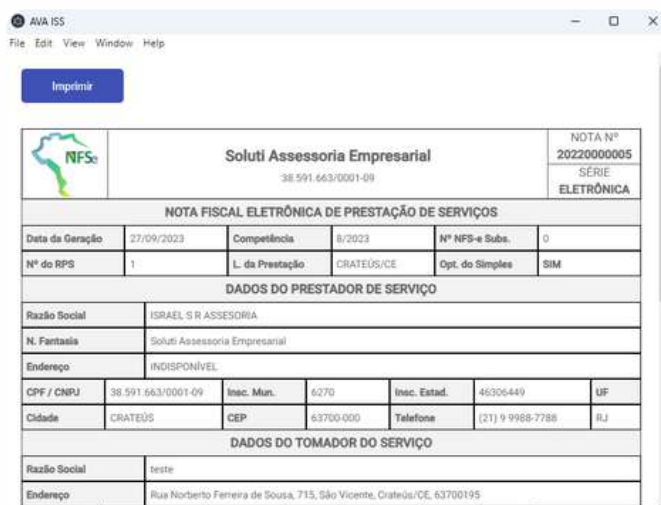 AVA ISS
File Edit View Window Help
Imprimir
NFSe
Soluti Assessoria Empresarial
38.591.663/0001-09
NOTA Nº
20220000005
SÉRIE
ELETRÔNICA
NOTA FISCAL ELETRÔNICA DE PRESTAÇÃO DE SERVIÇOS
Data da Geração 27/09/2023 Competência 8/2023 Nº NFS-e Subs. 0
Nº do RPS 1 L. da Prestação CRATEÚS/CE Opt. do Simples SIM
DADOS DO PRESTADOR DE SERVIÇO
Razão Social ISRAEL S R ASSESORIA
N. Fantasia Soluti Assessoria Empresarial
Endereço INDISPONÍVEL
CPF / CNPJ 38.591.663/0001-09 Insc. Mun. 6270 Insc. Estad. 46306449 UF
Cidade CRATEÚS CEP 63700-000 Telefone (21) 9 9988-7788 RJ
DADOS DO TOMADOR DO SERVIÇO
Razão Social teste
Endereço Rua Norberto Ferreira de Sousa, 715, São Vicente, Crateús/CE, 63700195